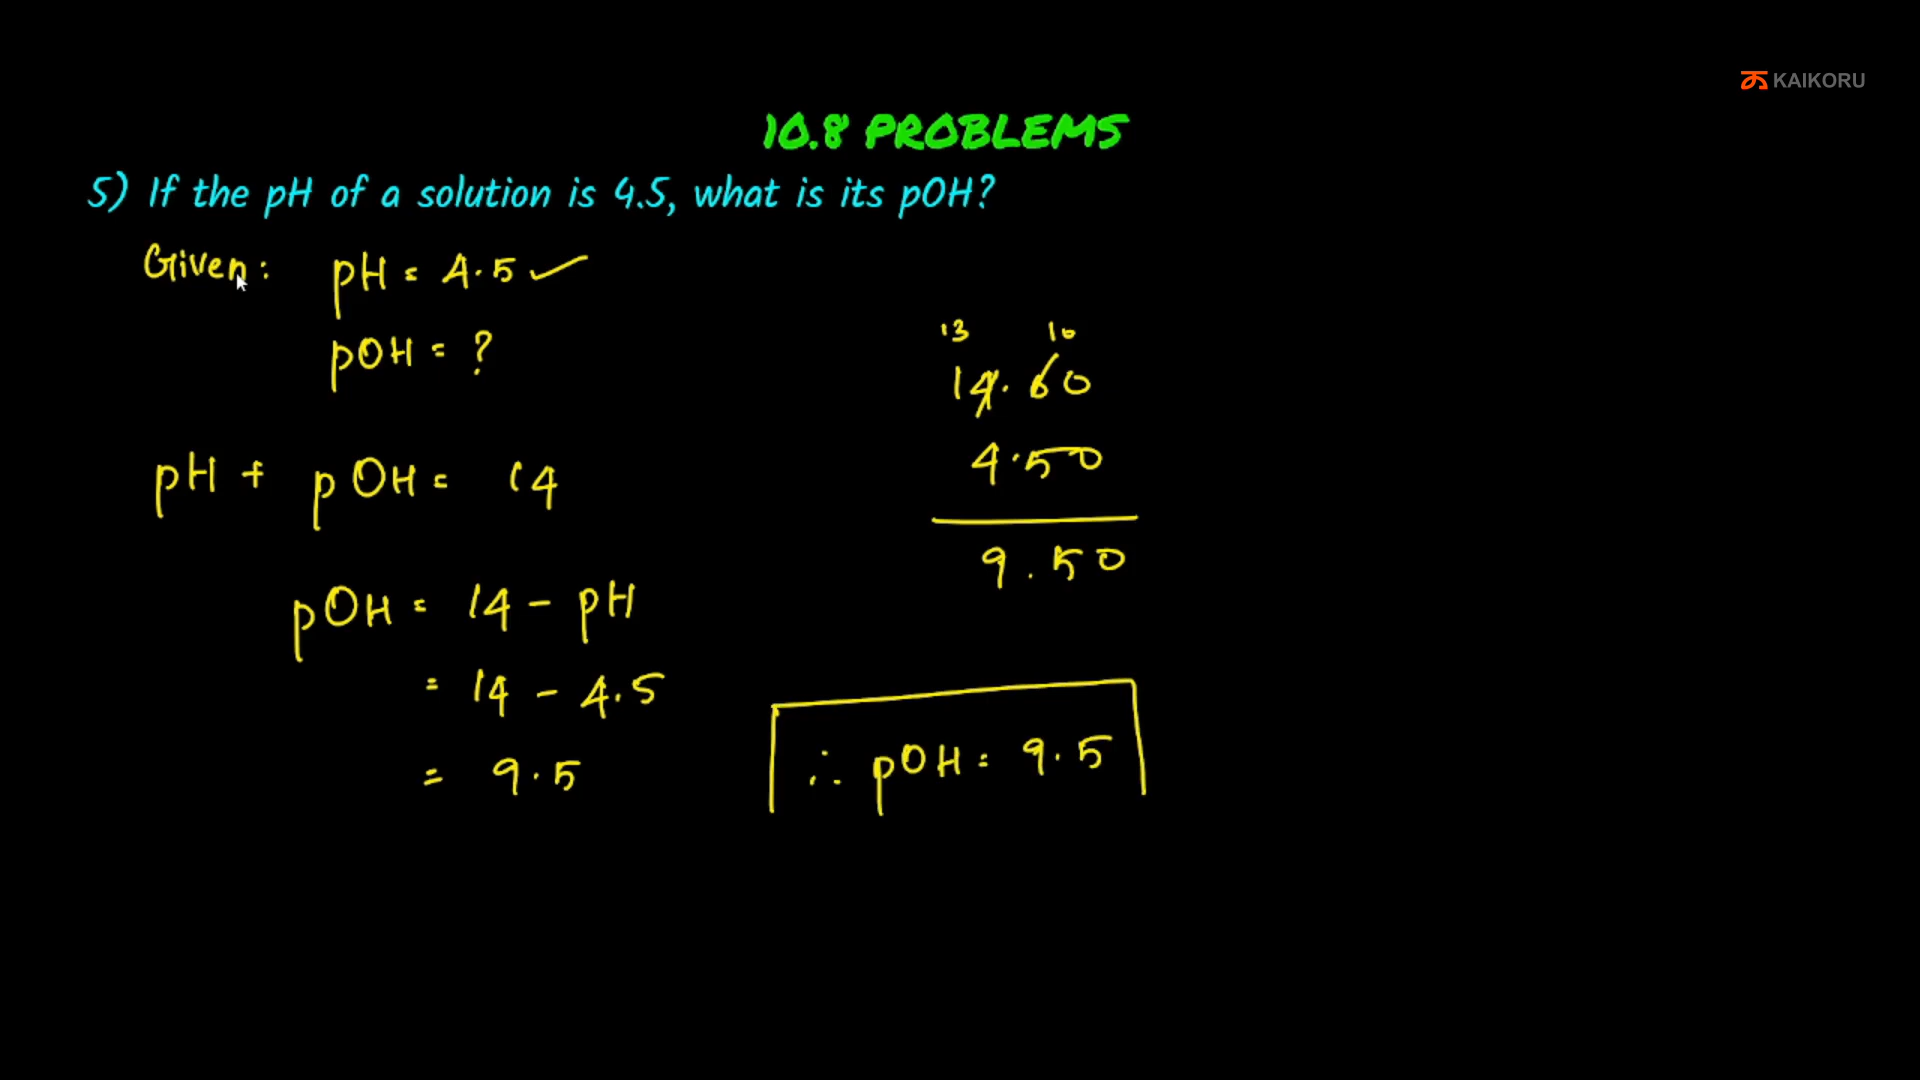 KAIKORU
10.8 PROBLEMS
5) If the pH of a solution is 4.5, what is its pOH?
Given: pH = 4.5 ✓
pOH = ?
pH + pOH = 14
pOH = 14 - pH
= 14 - 4.5
= 9.5
13 10
14.00
4.50
9.50
∴ pOH = 9.5